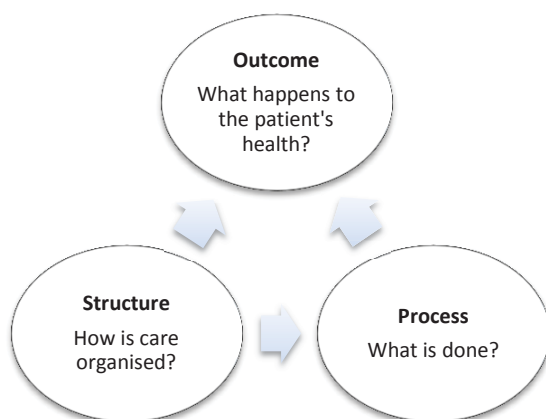 Outcome
What happens to
the patient's
health?
Structure
How is care
organised?
Process
What is done?